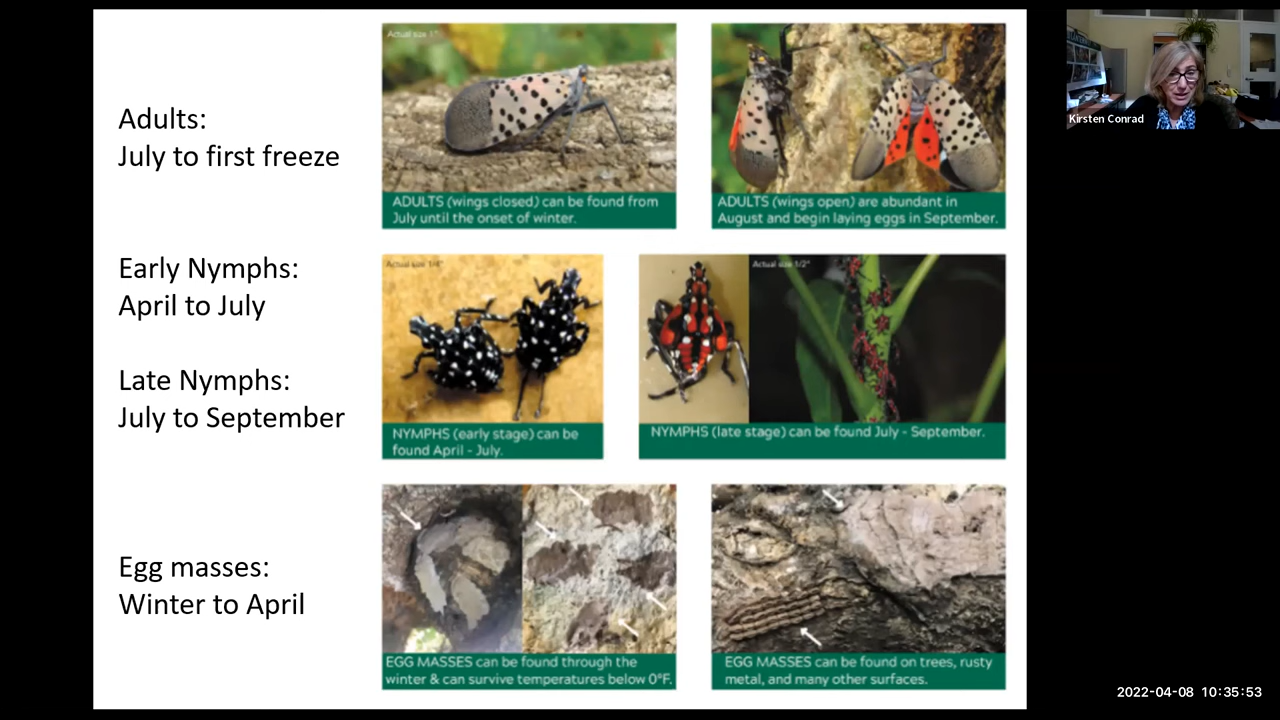 Adults:
July to first freeze
Actual size 1"
ADULTS (wings closed) can be found from
July until the onset of winter.
ADULTS (wings open) are abundant in
August and begin laying eggs in September.
Kirsten Conrad
Early Nymphs:
April to July
Late Nymphs:
July to September
Actual size 1/4"
NYMPHS (early stage) can be
found April - July.
Actual size 1/2"
NYMPHS (late stage) can be found July - September.
Egg masses:
Winter to April
EGG MASSES can be found through the
winter & can survive temperatures below 0°F.
EGG MASSES can be found on trees, rusty
metal, and many other surfaces.
2022-04-08 10:35:53